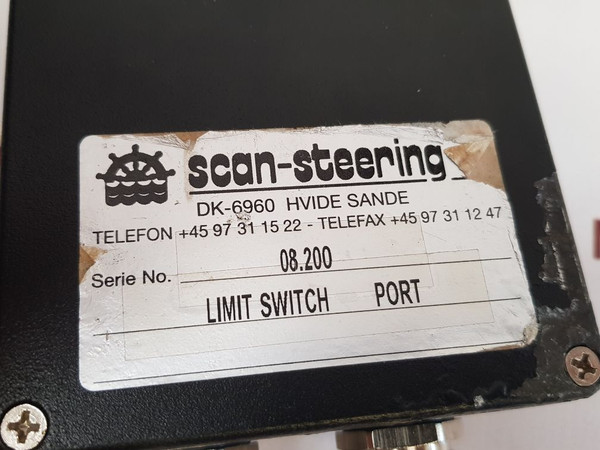 scan-steering
DK-6960 HVIDE SANDE
TELEFON +45 97 31 15 22 - TELEFAX +45 97 31 12 47
Serie No. 08.200
LIMIT SWITCH PORT